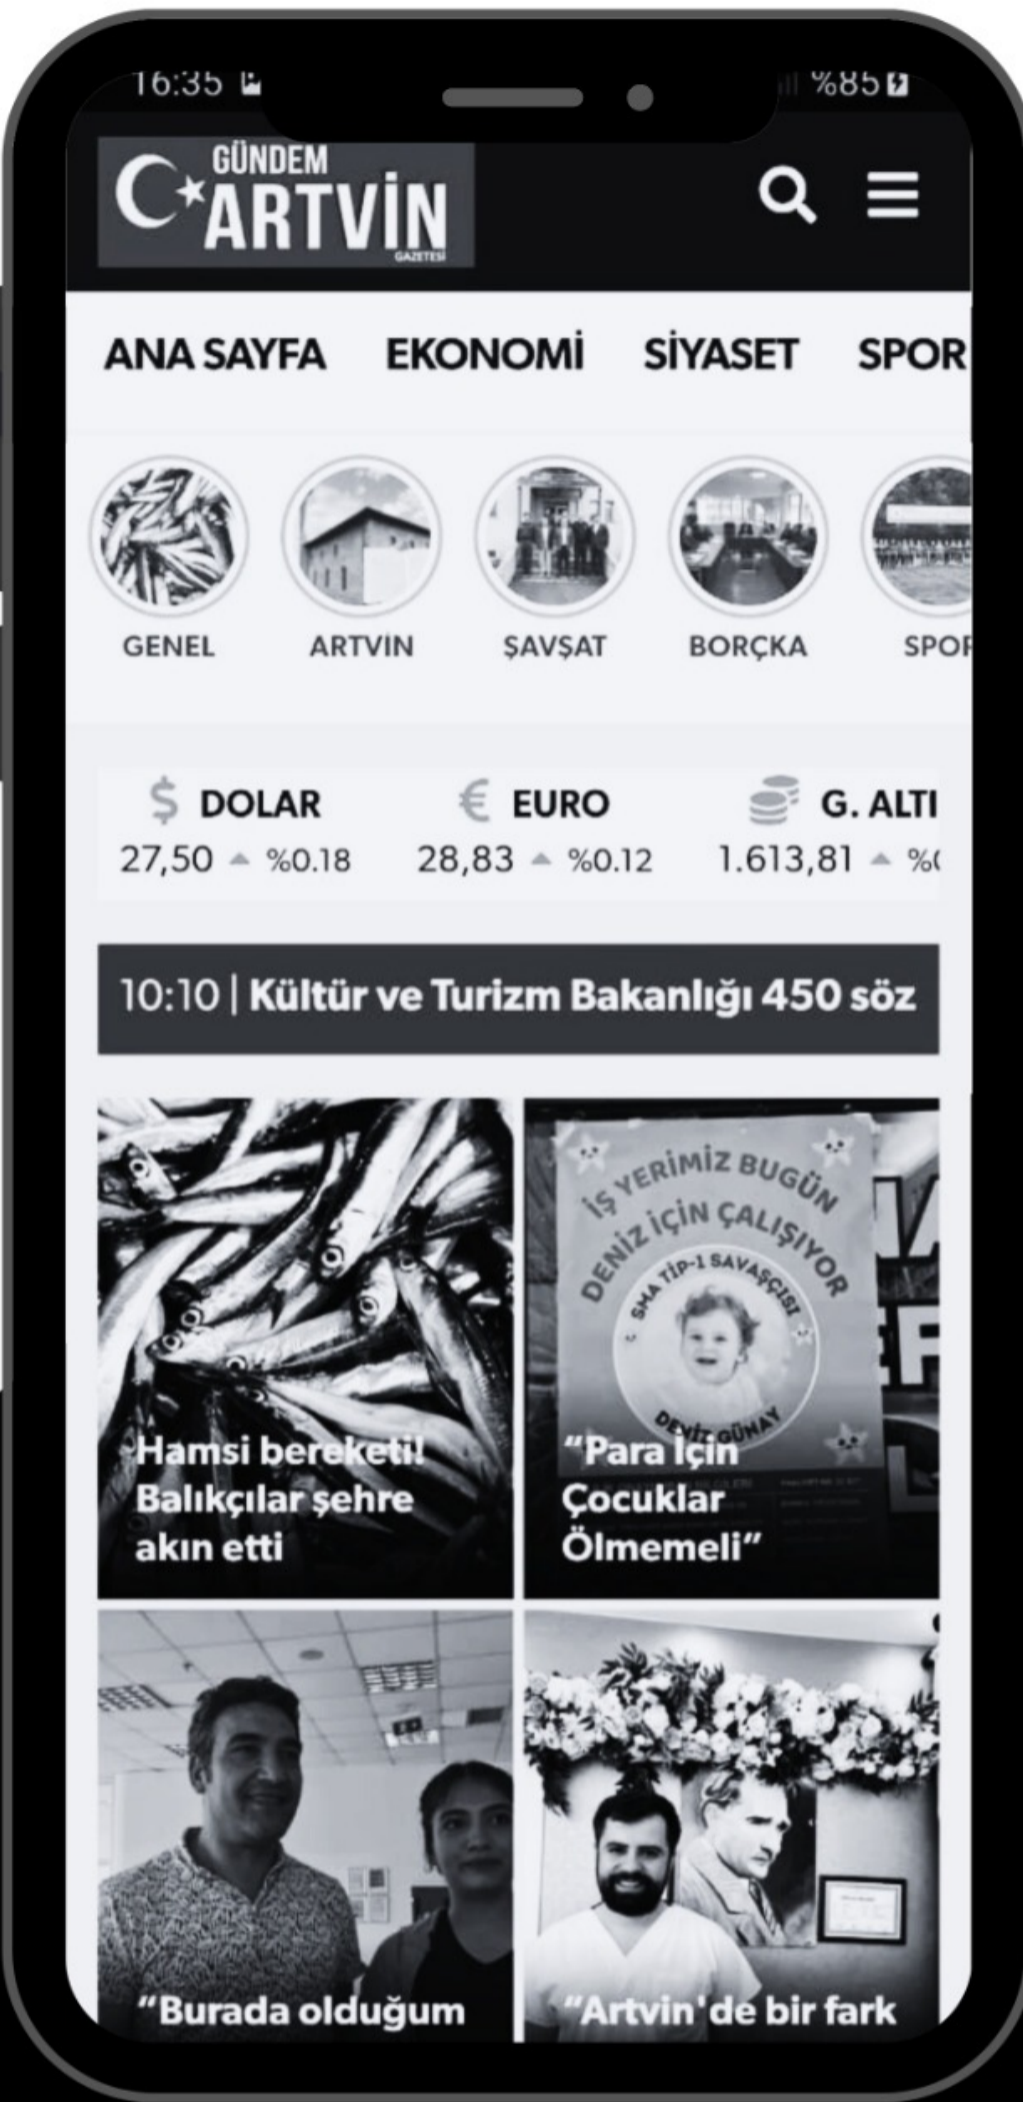 16:35
%85
GÜNDEM
ARTVİN
GAZETESİ
ANA SAYFA EKONOMİ SİYASET SPOR
GENEL ARTVİN ŞAVŞAT BORÇKA SPOR
$ DOLAR € EURO G. ALTI
27,50 %0.18 28,83 %0.12 1.613,81 %0
10:10 | Kültür ve Turizm Bakanlığı 450 söz
İŞ YERİMİZ BUGÜN
DENİZ İÇİN ÇALIŞIYOR
SMA TİP-1 SAVAŞÇISI
DENİZ GÜNAY
Hamsi bereketi!
Balıkçılar şehre
akın etti
“Para İçin
Çocuklar
Ölmemeli”
“Burada olduğum
“Artvin'de bir fark